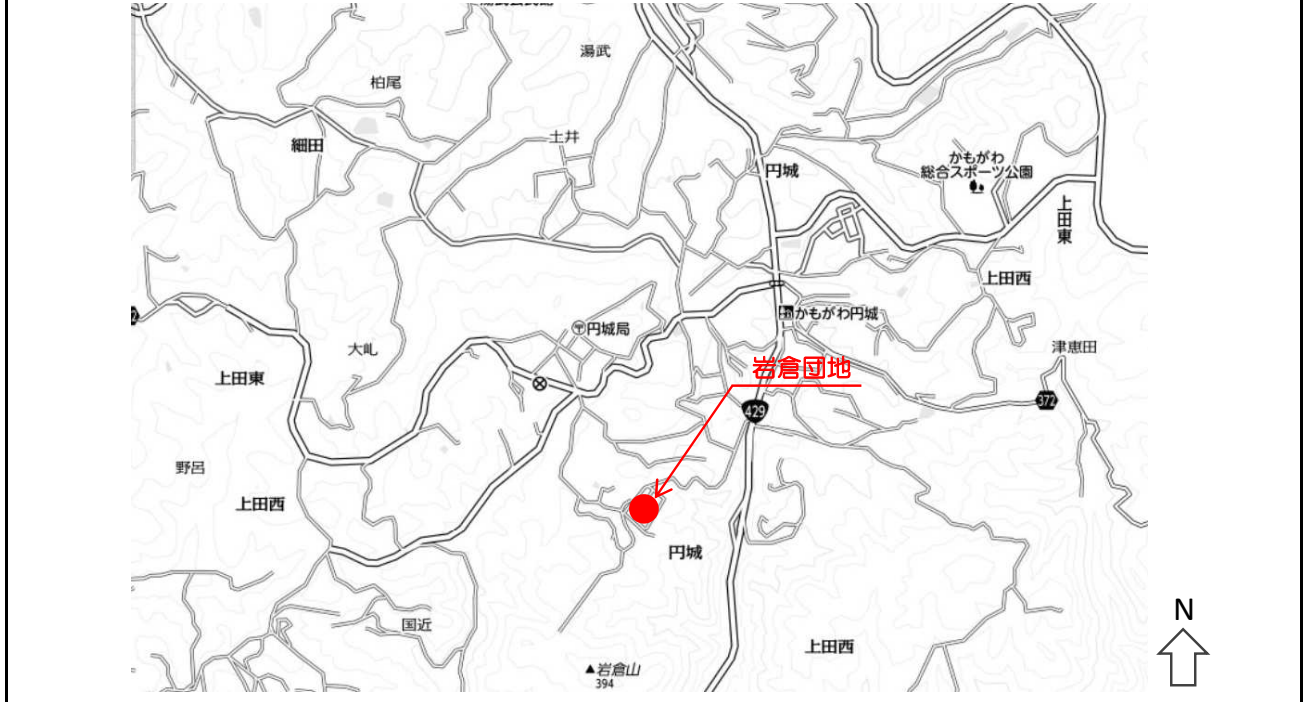 湯武
柏尾
土井
細田
円城
かもがわ
総合スポーツ公園
上田東
上田西
かもがわ円城
〒円城局
津恵田
大乢
岩倉団地
上田東
372
429
野呂
上田西
円城
N
国近
上田西
▲岩倉山
394